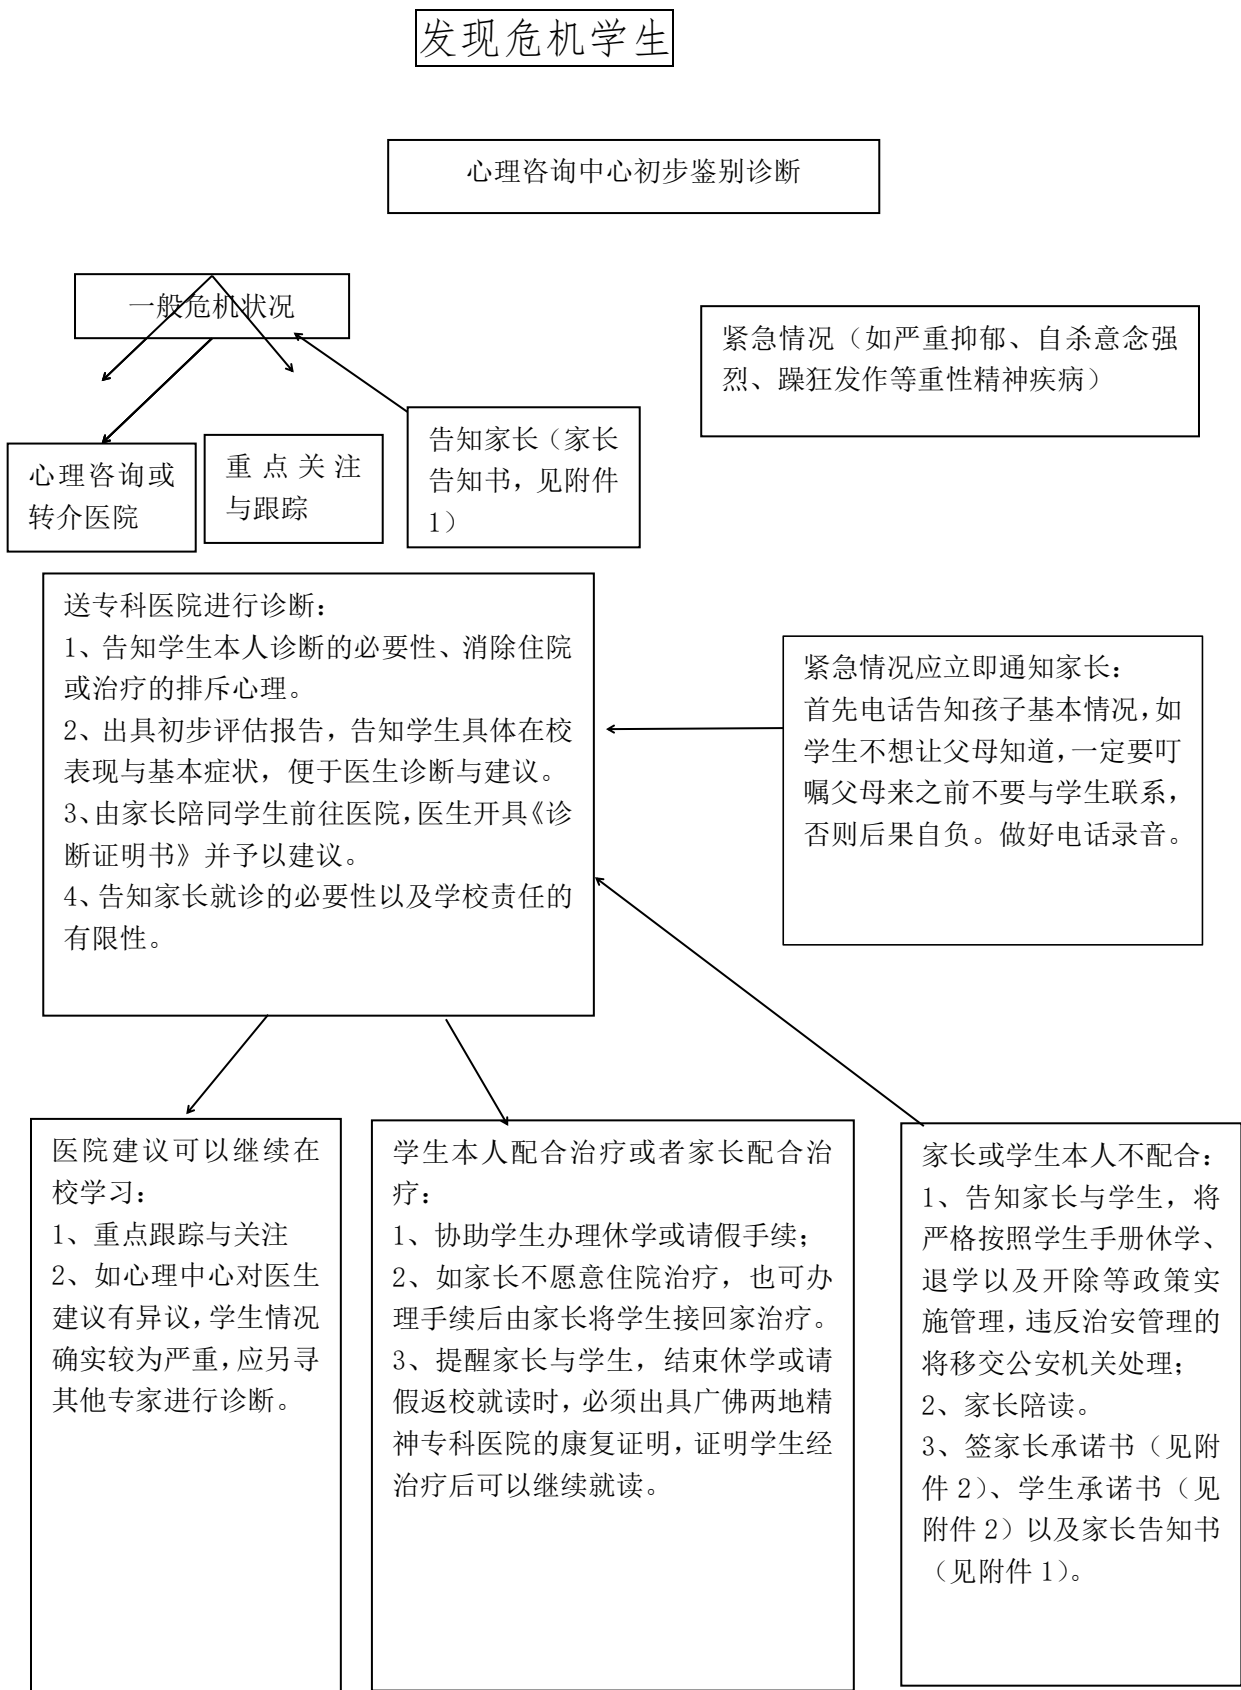 发现危机学生
心理咨询中心初步鉴别诊断
一般危机状况
紧急情况（如严重抑郁、自杀意念强
烈、躁狂发作等重性精神疾病）
心理咨询或
转介医院
重点关注
与跟踪
告知家长（家长
告知书，见附件
1）
送专科医院进行诊断：
1、告知学生本人诊断的必要性、消除住院
或治疗的排斥心理。
2、出具初步评估报告，告知学生具体在校
表现与基本症状，便于医生诊断与建议。
3、由家长陪同学生前往医院，医生开具《诊
断证明书》并予以建议。
4、告知家长就诊的必要性以及学校责任的
有限性。
紧急情况应立即通知家长：
首先电话告知孩子基本情况，如
学生不想让父母知道，一定要叮
嘱父母来之前不要与学生联系，
否则后果自负。做好电话录音。
医院建议可以继续在
校学习：
1、重点跟踪与关注
2、如心理中心对医生
建议有异议，学生情况
确实较为严重，应另寻
其他专家进行诊断。
学生本人配合治疗或者家长配合治
疗：
1、协助学生办理休学或请假手续；
2、如家长不愿意住院治疗，也可办
理手续后由家长将学生接回家治疗。
3、提醒家长与学生，结束休学或请
假返校就读时，必须出具广佛两地精
神专科医院的康复证明，证明学生经
治疗后可以继续就读。
家长或学生本人不配合：
1、告知家长与学生，将
严格按照学生手册休学、
退学以及开除等政策实
施管理，违反治安管理的
将移交公安机关处理；
2、家长陪读。
3、签家长承诺书（见附
件 2）、学生承诺书（见
附件 2）以及家长告知书
（见附件 1）。